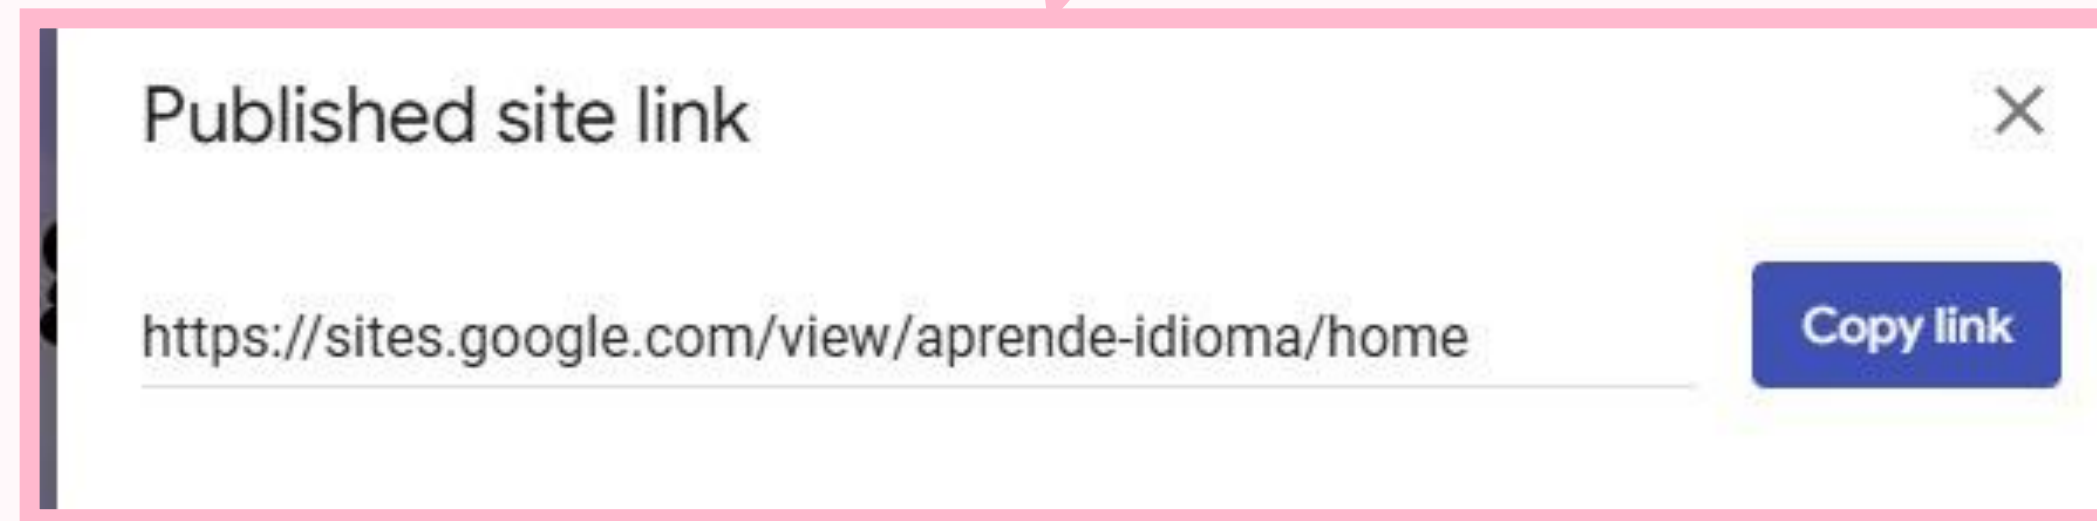 Published site link
https://sites.google.com/view/aprende-idioma/home
Copy link